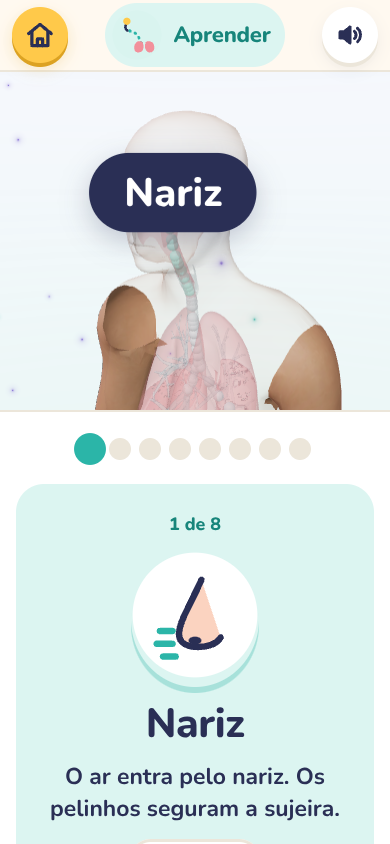 Aprender
Nariz
1 de 8
Nariz
O ar entra pelo nariz. Os
pelinhos seguram a sujeira.